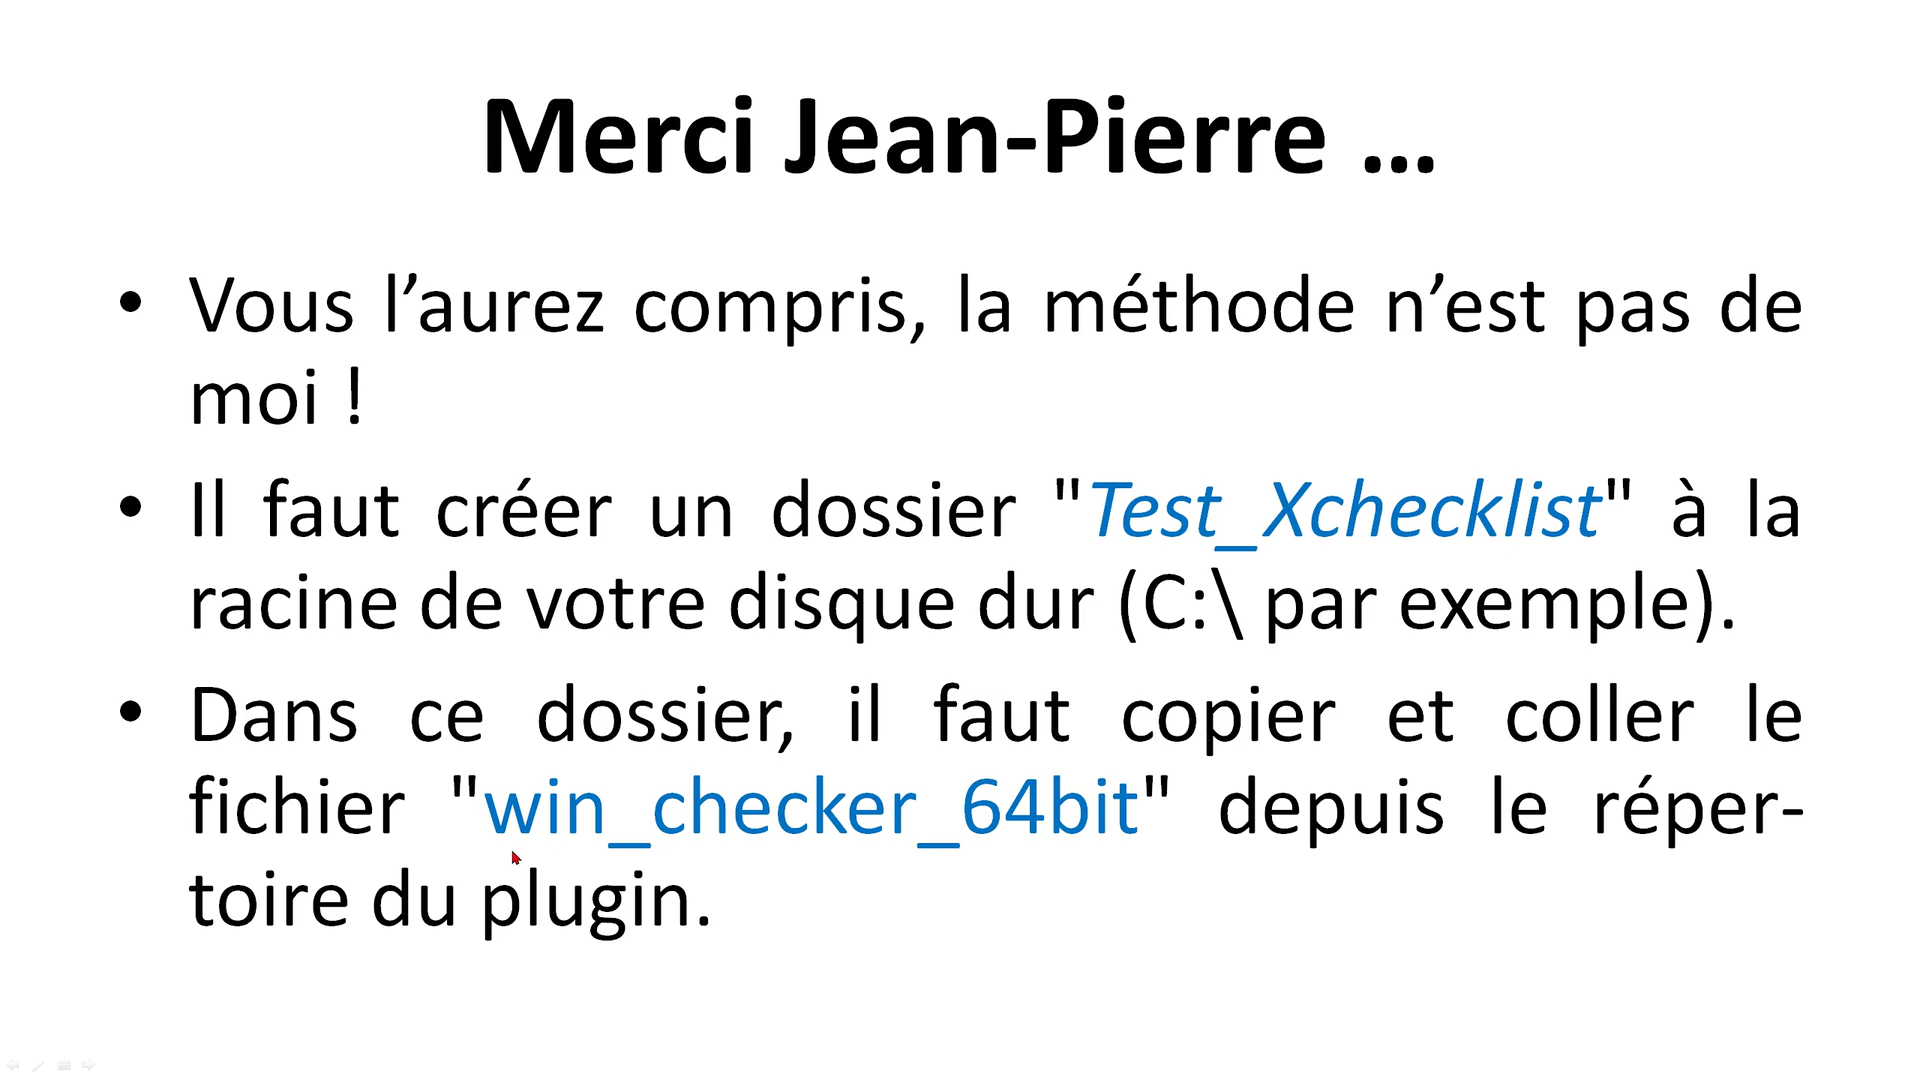 Merci Jean-Pierre …
• Vous l’aurez compris, la méthode n’est pas de
moi !
• Il faut créer un dossier "Test_Xchecklist" à la
racine de votre disque dur (C:\ par exemple).
• Dans ce dossier, il faut copier et coller le
fichier "win_checker_64bit" depuis le réper-
toire du plugin.